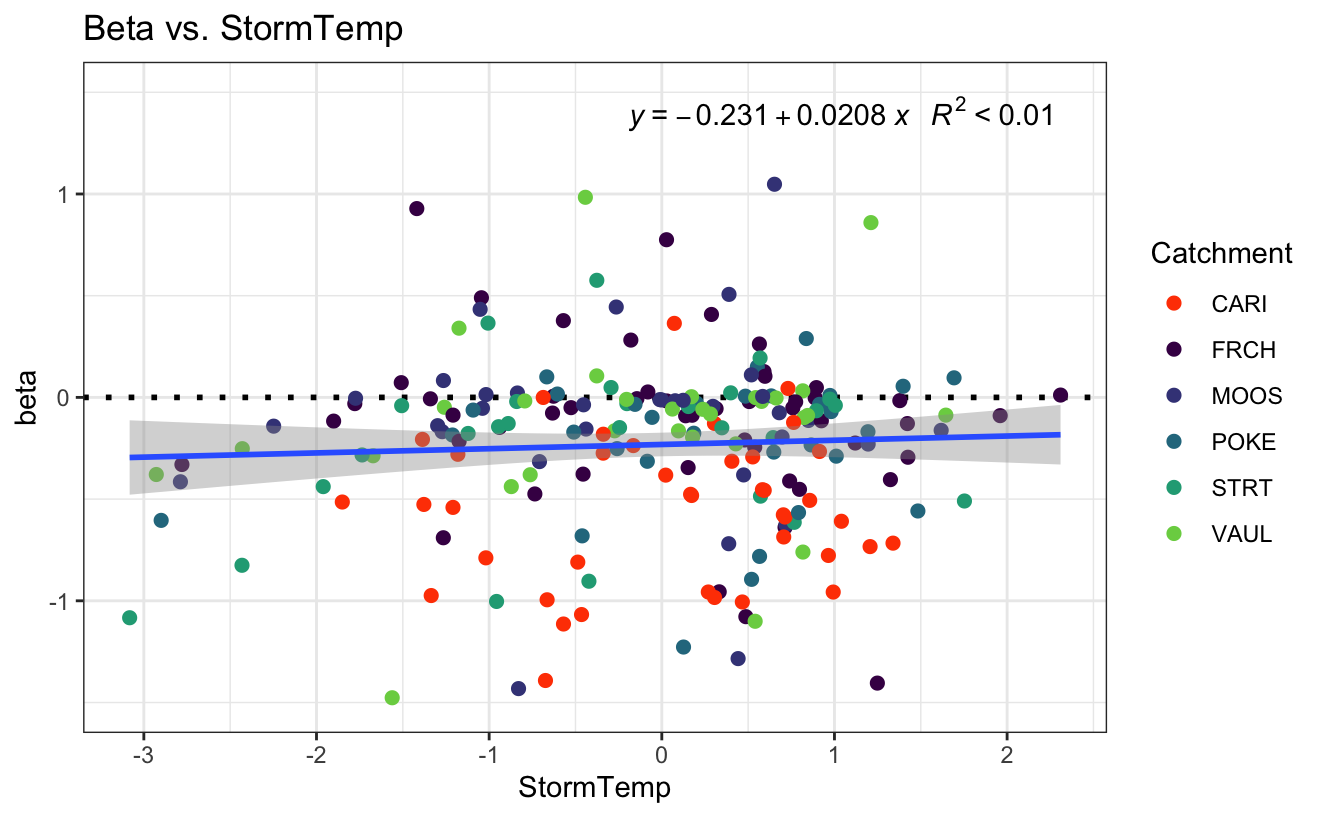 Beta vs. StormTemp
y = −0.231 + 0.0208 x R² < 0.01
1
0
-1
beta
-3 -2 -1 0 1 2
StormTemp
Catchment
CARI
FRCH
MOOS
POKE
STRT
VAUL